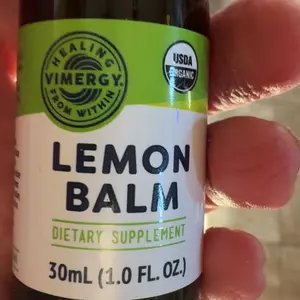 HEALING
VIMERGY
FROM WITHIN
USDA
ORGANIC
LEMON
BALM
DIETARY SUPPLEMENT
30mL (1.0 FL. OZ.)